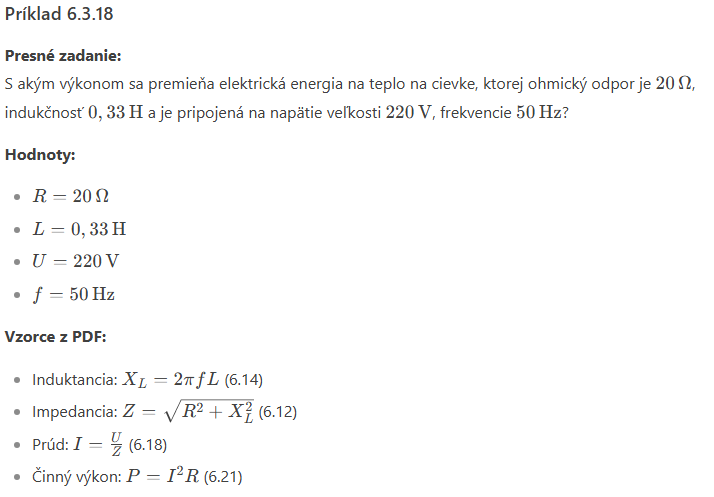 Príklad 6.3.18
Presné zadanie:
S akým výkonom sa premieňa elektrická energia na teplo na cievke, ktorej ohmický odpor je 20 Ω,
indukčnosť 0, 33 H a je pripojená na napätie veľkosti 220 V, frekvencie 50 Hz?
Hodnoty:
• R = 20 Ω
• L = 0, 33 H
• U = 220 V
• f = 50 Hz
Vzorce z PDF:
• Induktancia: X_L = 2πfL (6.14)
• Impedancia: Z = √(R² + X_L²) (6.12)
• Prúd: I = U/Z (6.18)
• Činný výkon: P = I²R (6.21)